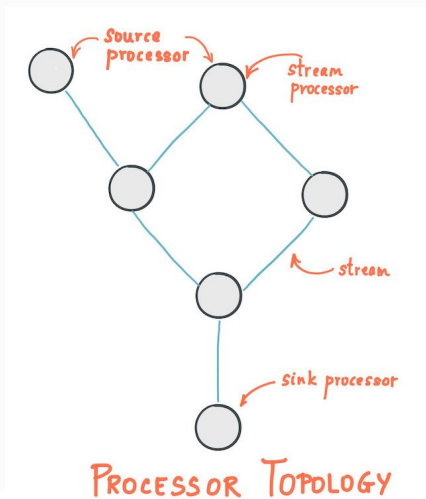 Source
processor
stream
processor
stream
sink processor
PROCESSOR TOPOLOGY